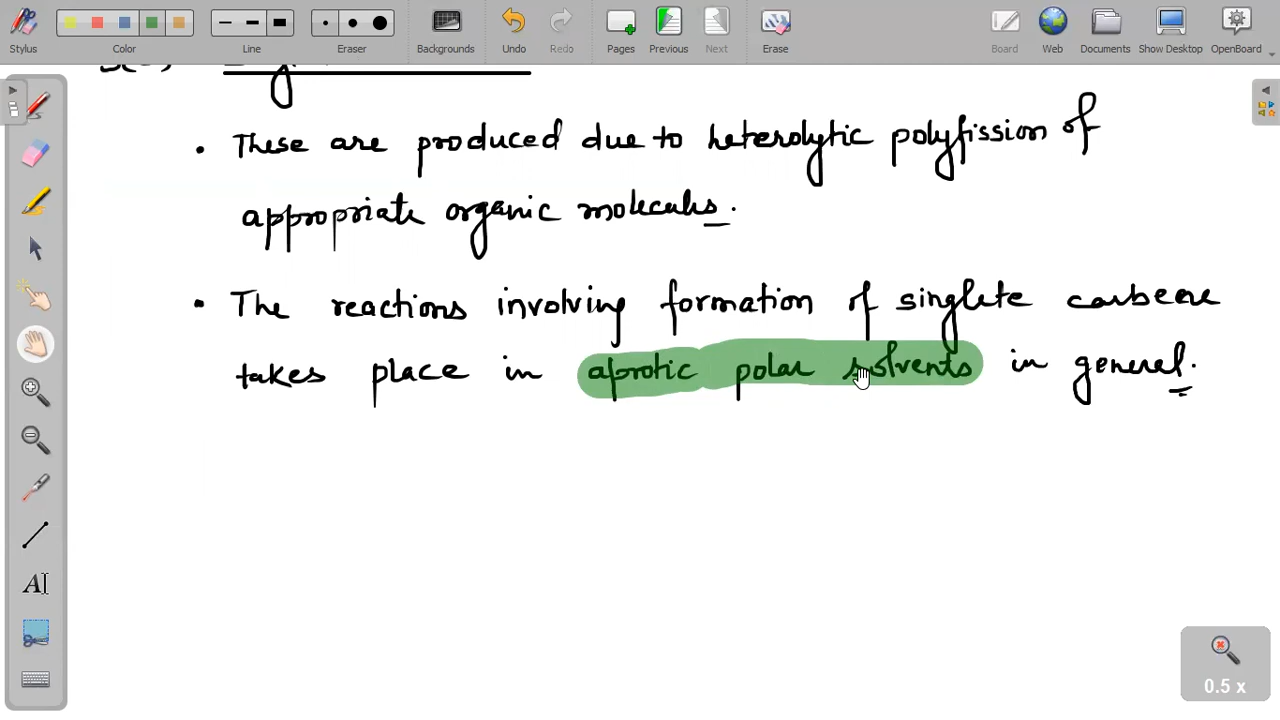 Stylus Color Line Eraser Backgrounds Undo Redo Pages Previous Next Erase Board Web Documents Show Desktop OpenBoard
• These are produced due to heterolytic polyfission of
appropriate organic molecules.
• The reactions involving formation of singlete carbene
takes place in aprotic polar solvents in general.
AI
0.5 x